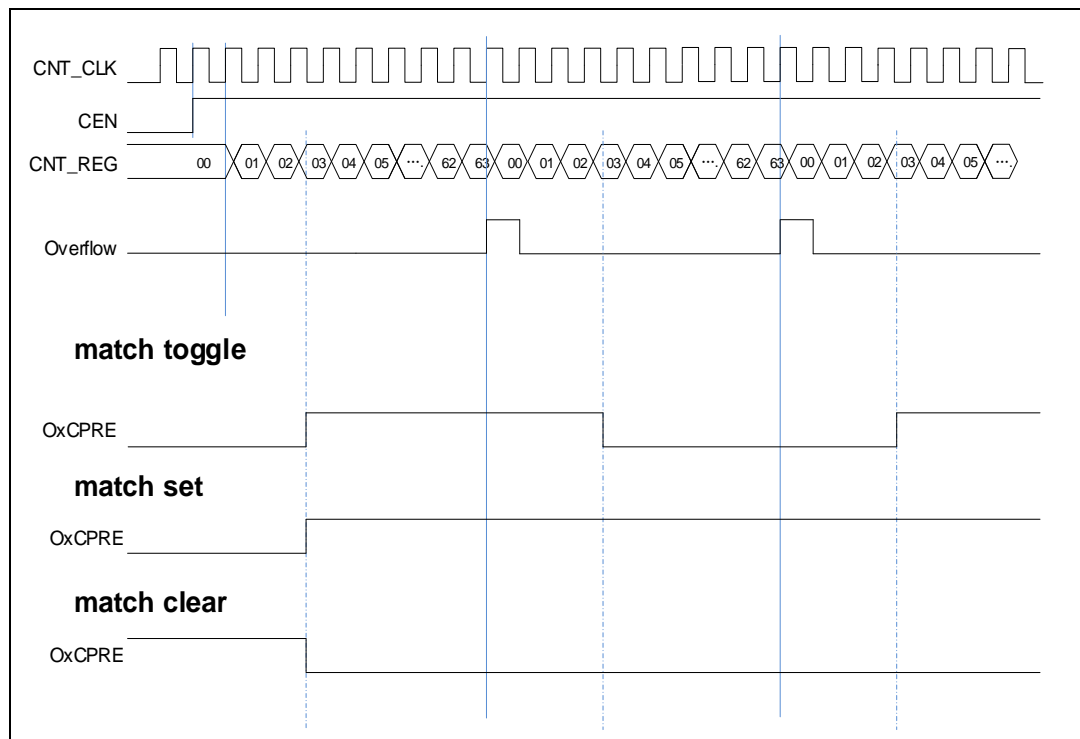 CNT_CLK
CEN
CNT_REG 00 01 02 03 04 05 ···. 62 63 00 01 02 03 04 05 ···. 62 63 00 01 02 03 04 05 ···.
Overflow
match toggle
OxCPRE
match set
OxCPRE
match clear
OxCPRE